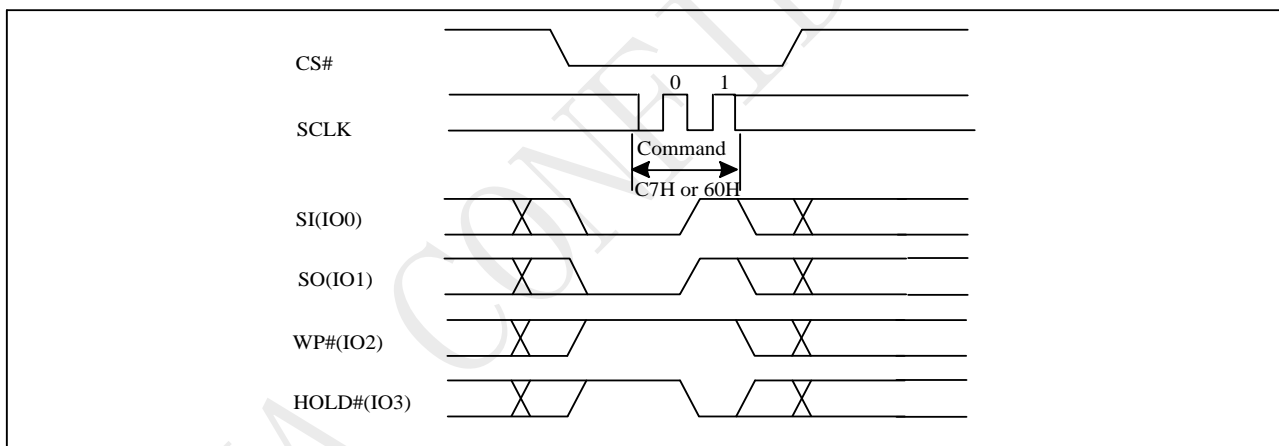 CS#
0 1
SCLK
Command
C7H or 60H
SI(IO0)
SO(IO1)
WP#(IO2)
HOLD#(IO3)